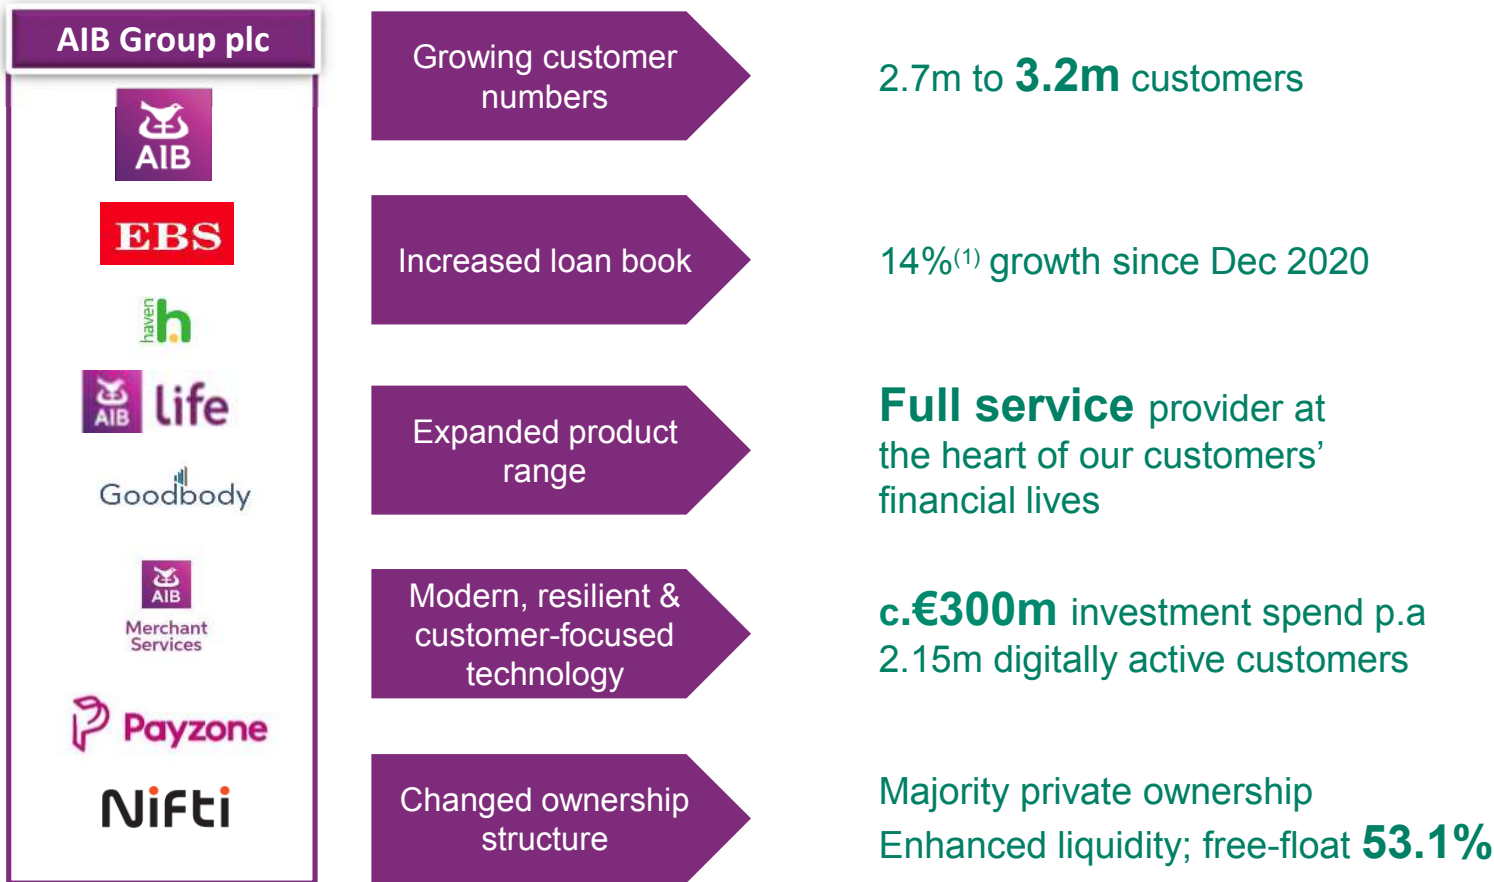 AIB Group plc
AIB
EBS
haven
h
AIB life
Goodbody
AIB
Merchant
Services
Payzone
Nifti
Growing customer
numbers
2.7m to 3.2m customers
Increased loan book
14%(1) growth since Dec 2020
Expanded product
range
Full service provider at
the heart of our customers’
financial lives
Modern, resilient &
customer-focused
technology
c.€300m investment spend p.a
2.15m digitally active customers
Changed ownership
structure
Majority private ownership
Enhanced liquidity; free-float 53.1%